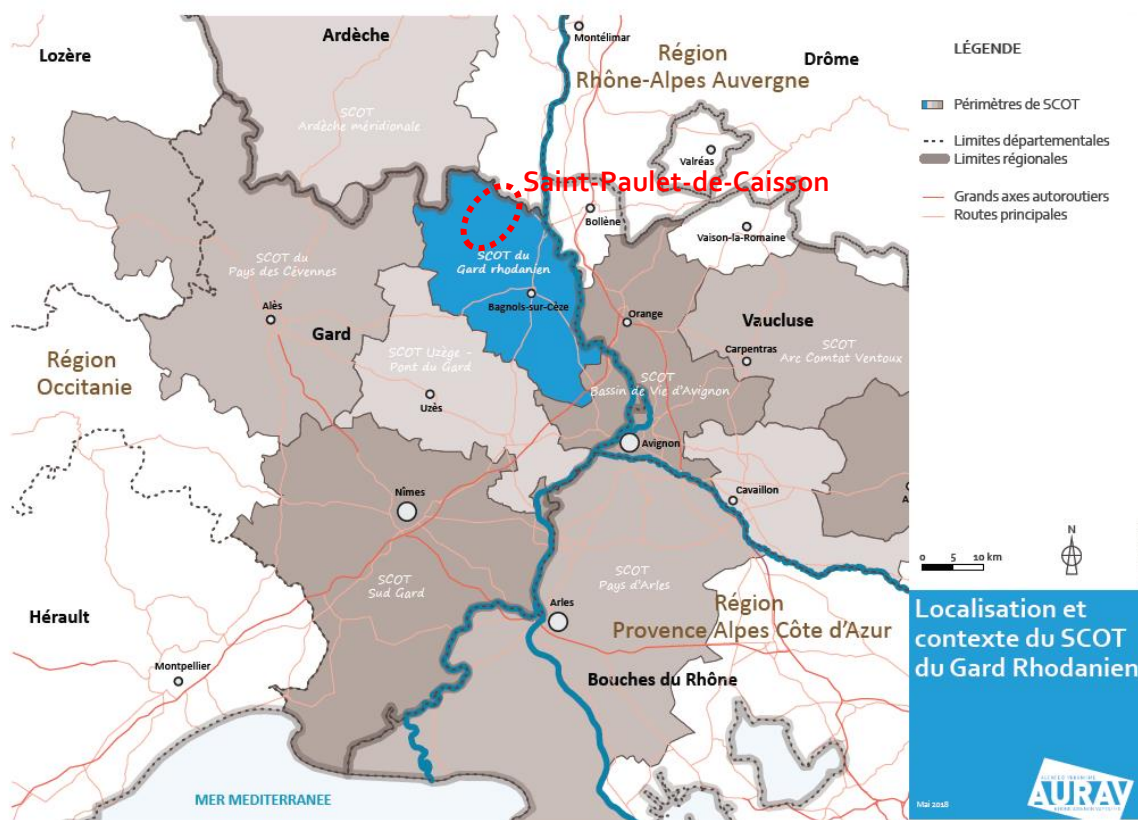 Lozère
Ardèche
Montélimar
Région
Rhône-Alpes Auvergne
Drôme
SCOT
Ardèche méridionale
Valréas
Saint-Paulet-de-Caisson
Bollène
Vaison-la-Romaine
SCOT du
Gard rhodanien
SCOT du
Pays des Cévennes
Bagnols-sur-Cèze
Alès
Gard
Orange
Vaucluse
SCOT
Arc Comtat Ventoux
Carpentras
Région
Occitanie
SCOT Uzège -
Pont du Gard
Uzès
SCOT
Bassin de Vie d'Avignon
Avignon
Cavaillon
A
Nîmes
SCOT
Sud Gard
SCOT
Pays d'Arles
Arles
Région
Provence Alpes Côte d'Azur
Hérault
Montpellier
Bouches du Rhône
MER MEDITERRANEE
LÉGENDE
Périmètres de SCOT
Limites départementales
Limites régionales
Grands axes autoroutiers
Routes principales
N
0 5 10 km
Localisation et
contexte du SCOT
du Gard Rhodanien
Mai 2018
AURAV